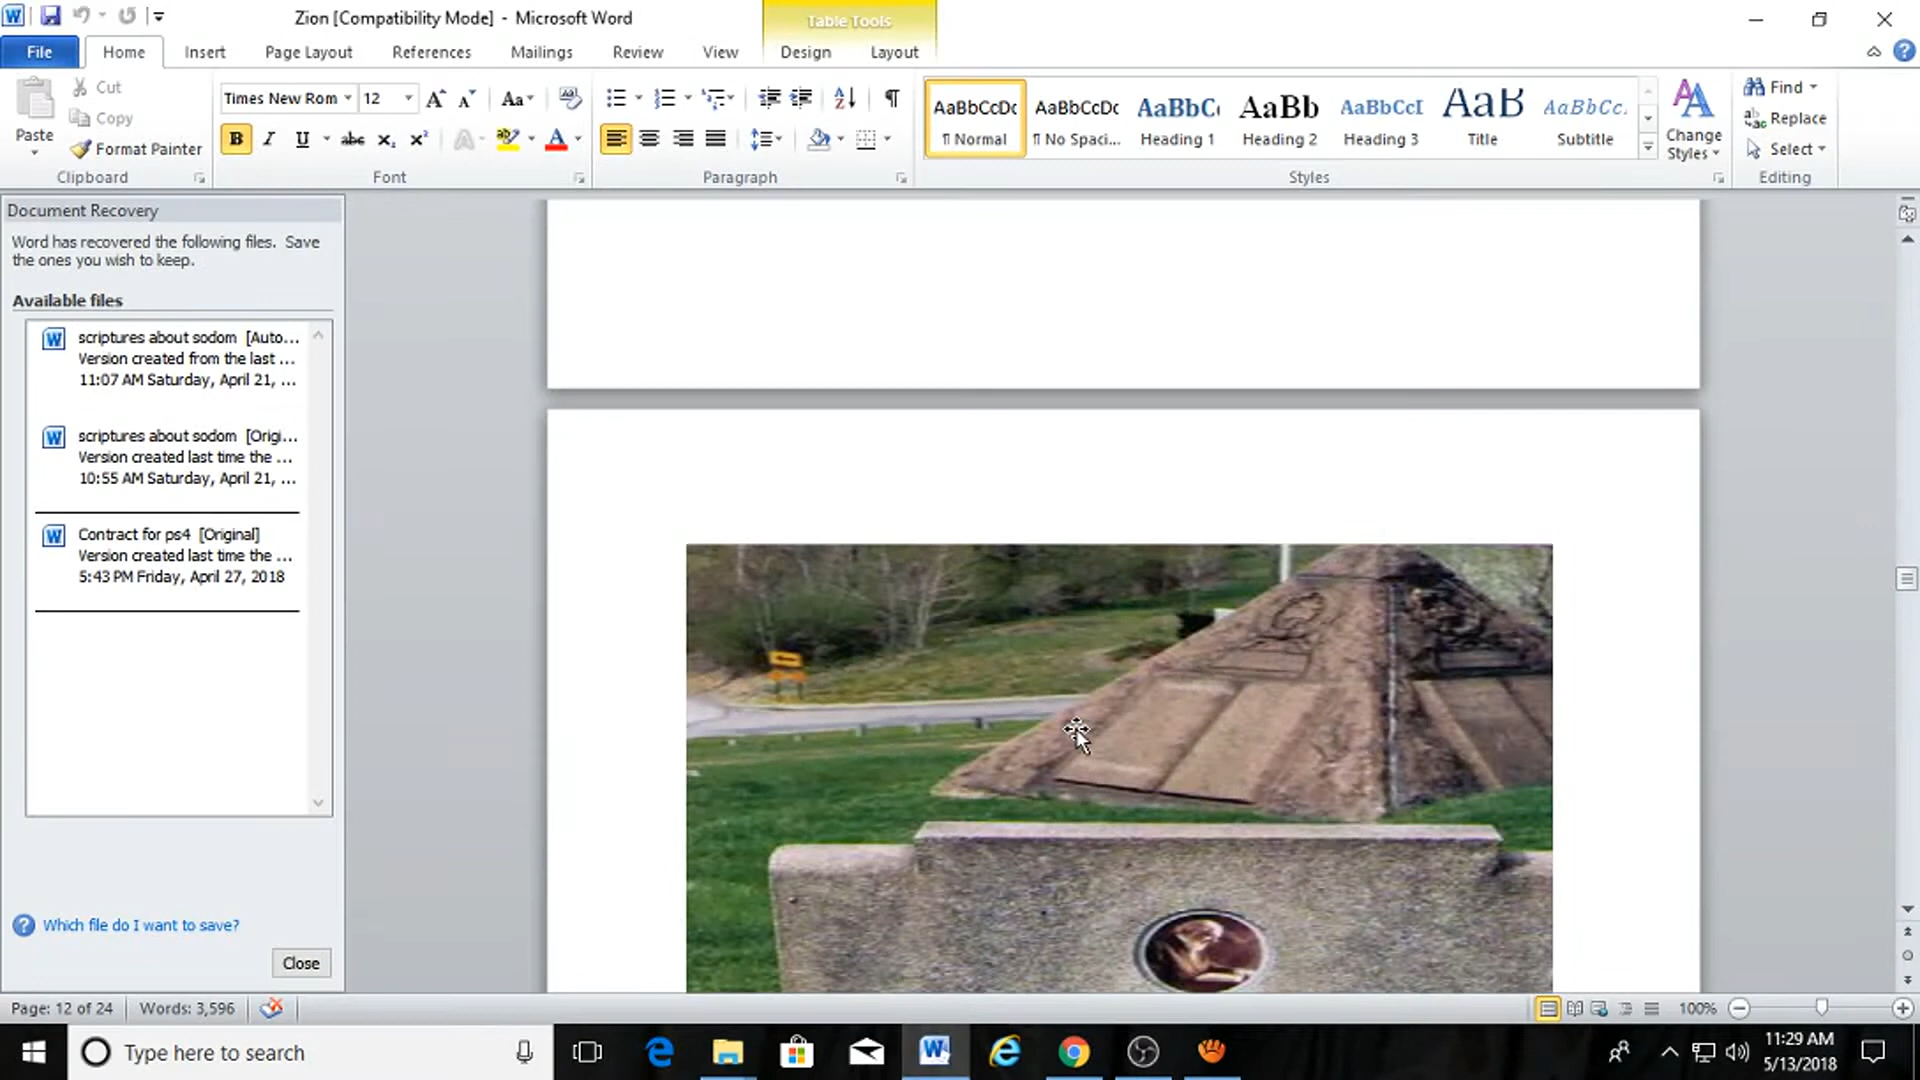 Zion [Compatibility Mode] - Microsoft Word
Table Tools
File Home Insert Page Layout References Mailings Review View Design Layout
Paste
Cut
Copy
Format Painter
Clipboard
Times New Rom 12
Font
Paragraph
AaBbCcDc AaBbCcDc AaBbC AaBb AaBbCcI AaB AaBbCc.
¶ Normal ¶ No Spaci... Heading 1 Heading 2 Heading 3 Title Subtitle
Styles
Change
Styles
Find
Replace
Select
Editing
Document Recovery
Word has recovered the following files. Save
the ones you wish to keep.
Available files
scriptures about sodom [Auto...
Version created from the last ...
11:07 AM Saturday, April 21, ...
scriptures about sodom [Origi...
Version created last time the ...
10:55 AM Saturday, April 21, ...
Contract for ps4 [Original]
Version created last time the ...
5:43 PM Friday, April 27, 2018
Which file do I want to save?
Close
Page: 12 of 24 Words: 3,596 100%
Type here to search
11:29 AM
5/13/2018